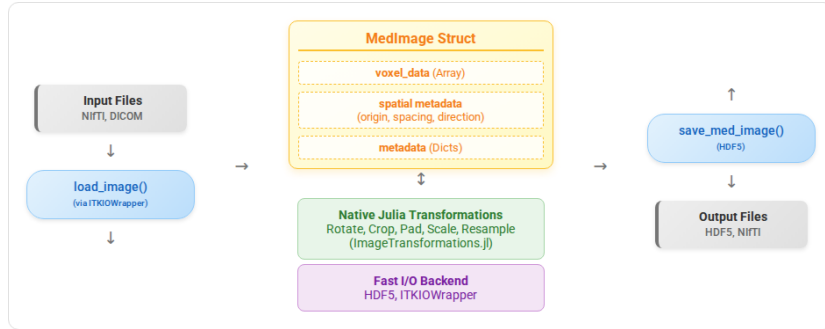 Input Files
NIfTI, DICOM
↓
load_image()
(via ITKIOWrapper)
↓
→
MedImage Struct
voxel_data (Array)
spatial metadata
(origin, spacing, direction)
metadata (Dicts)
↕
Native Julia Transformations
Rotate, Crop, Pad, Scale, Resample
(ImageTransformations.jl)
Fast I/O Backend
HDF5, ITKIOWrapper
→
↑
save_med_image()
(HDF5)
↓
Output Files
HDF5, NIfTI